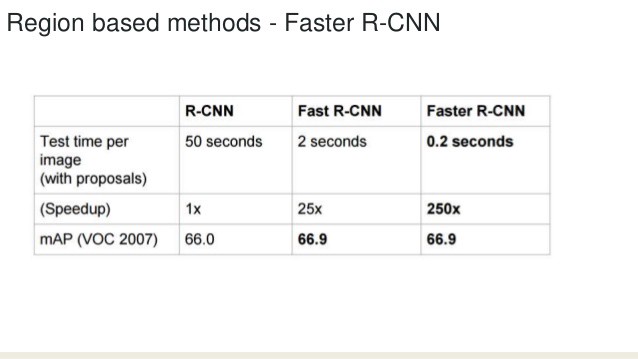 Region based methods - Faster R-CNN
R-CNN Fast R-CNN Faster R-CNN
Test time per image (with proposals) 50 seconds 2 seconds 0.2 seconds
(Speedup) 1x 25x 250x
mAP (VOC 2007) 66.0 66.9 66.9